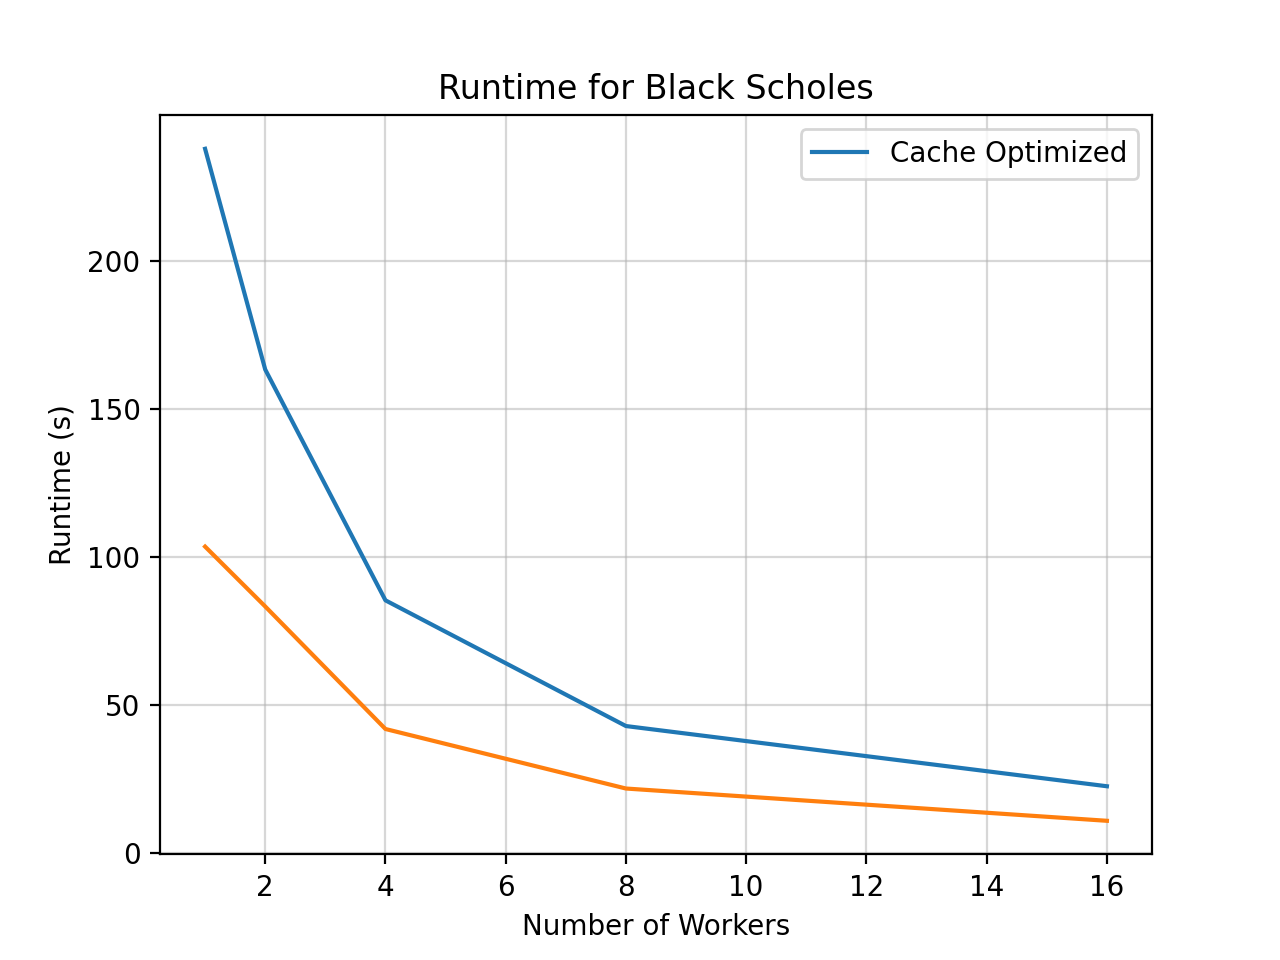 Runtime for Black Scholes
Cache Optimized
200
150
100
50
0
Runtime (s)
2 4 6 8 10 12 14 16
Number of Workers